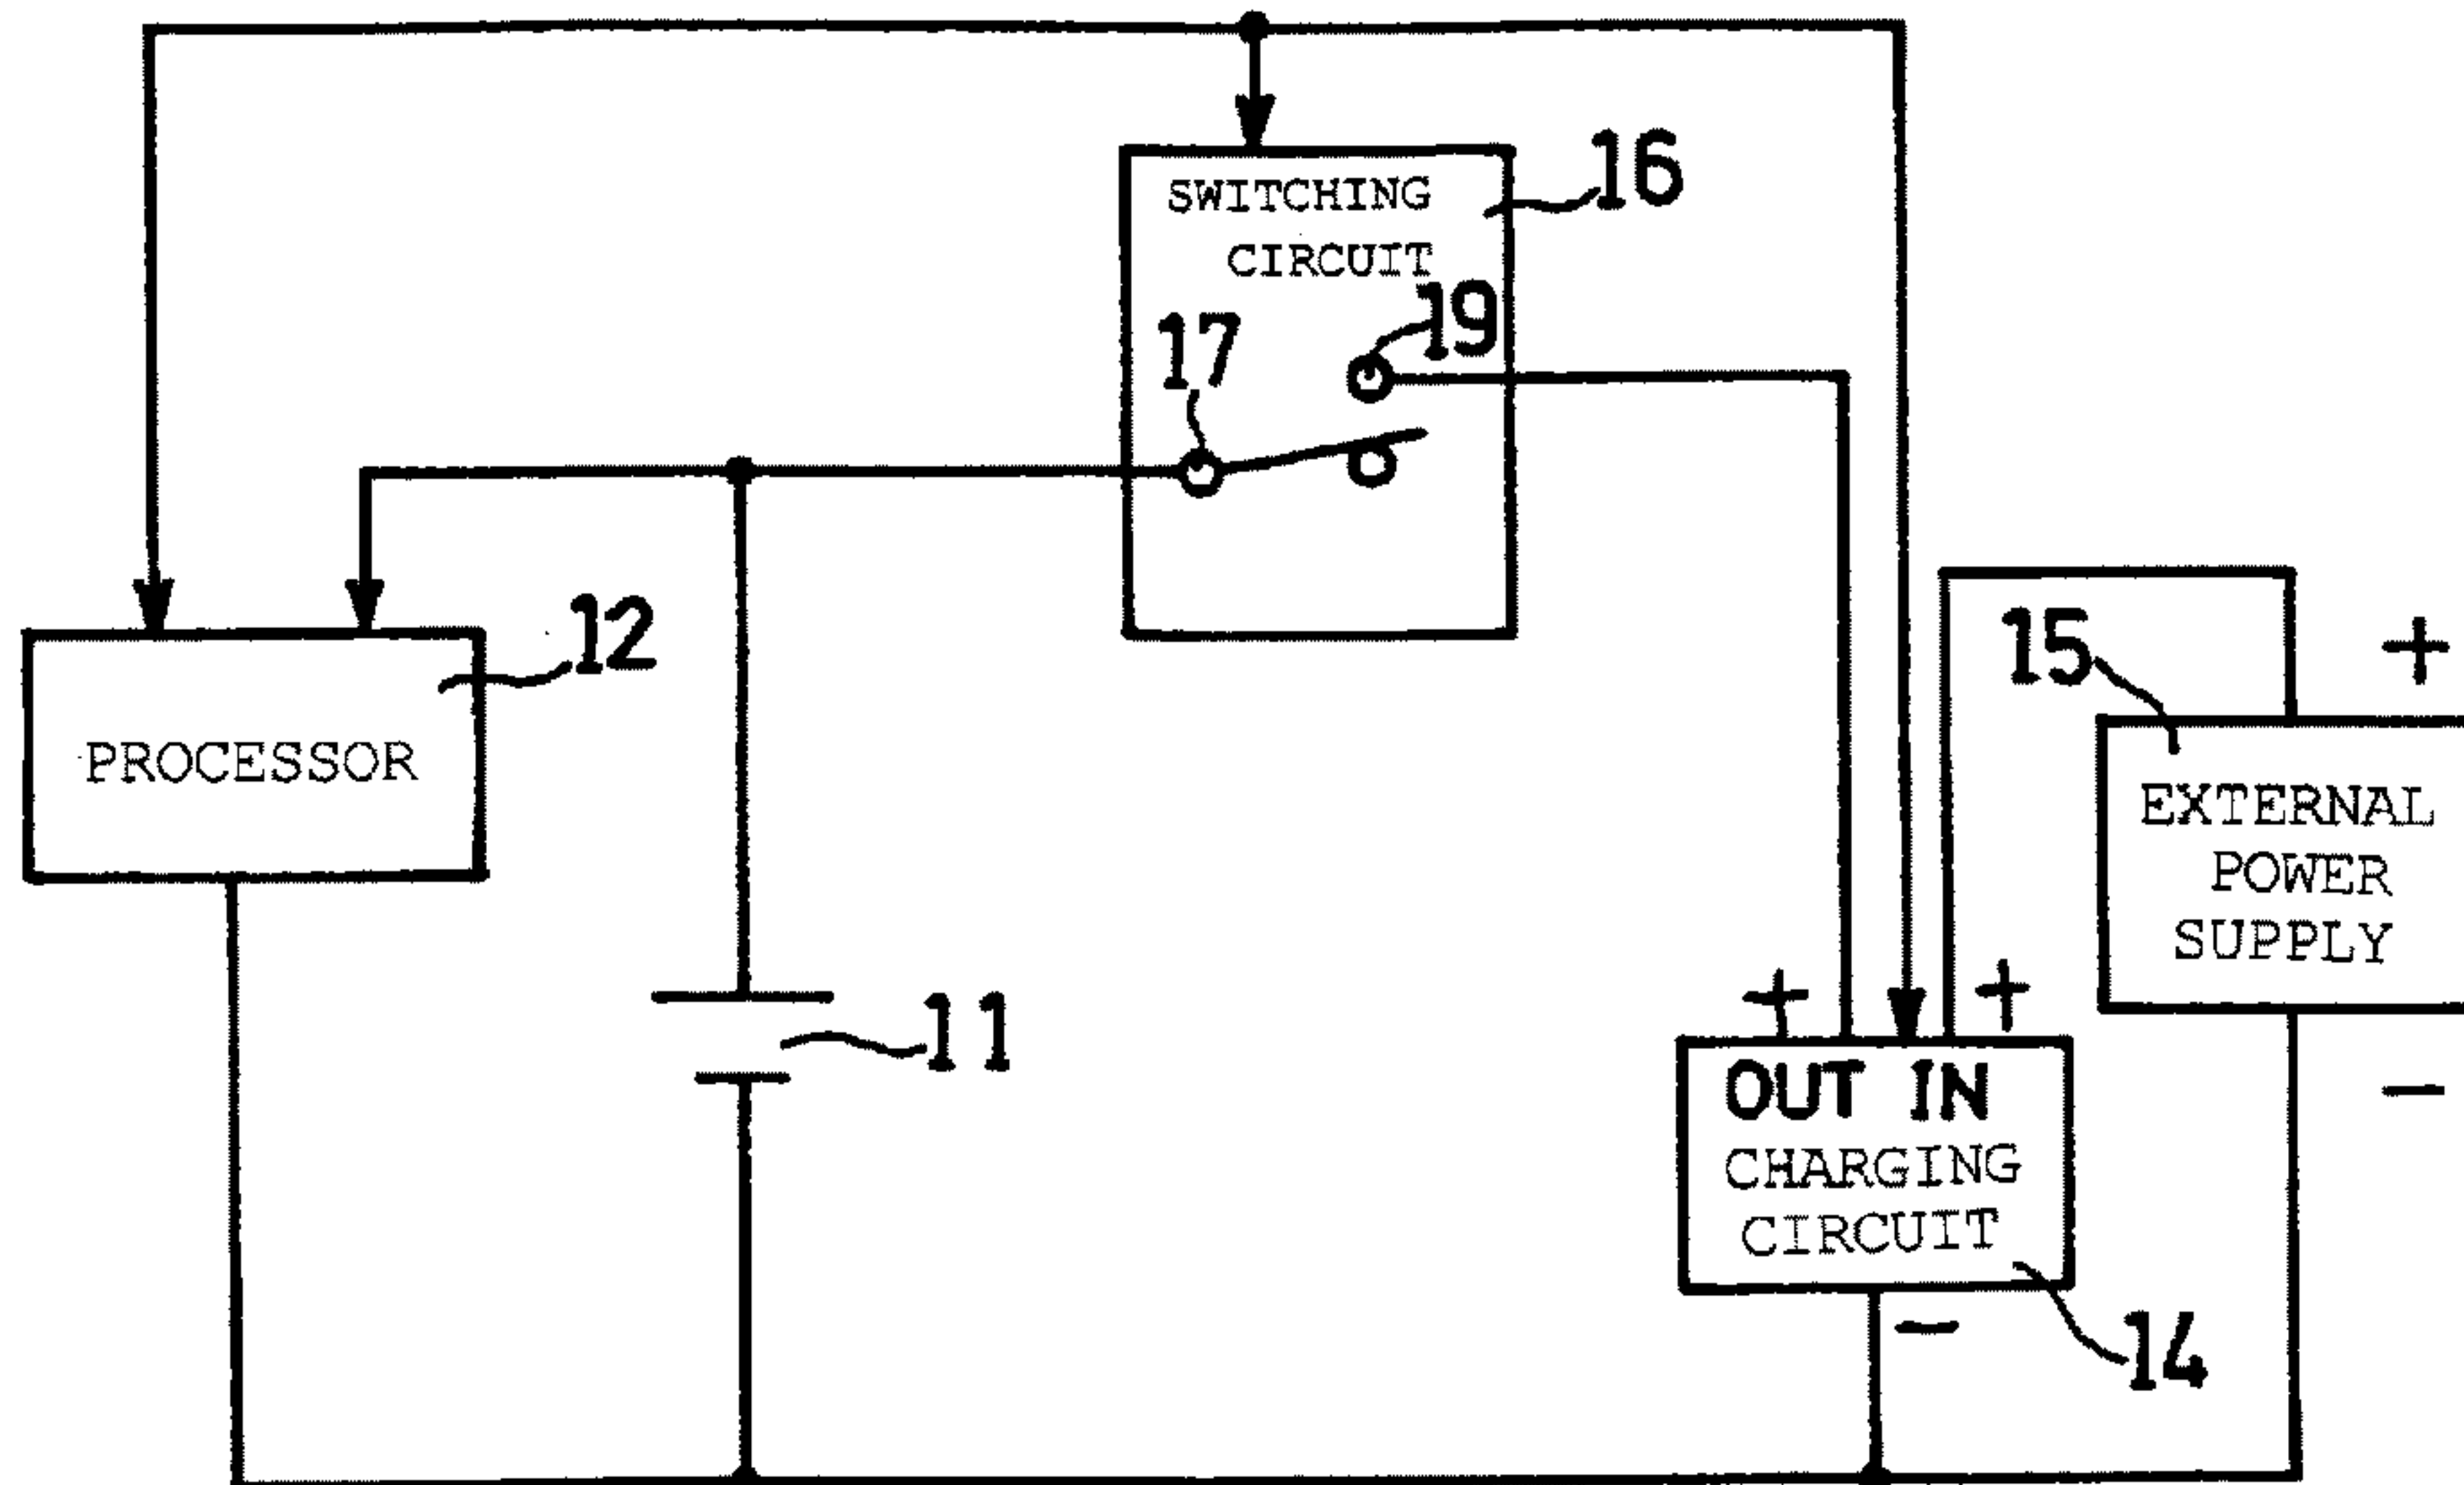 16
SWITCHING
CIRCUIT
19
17
12
15
+
PROCESSOR
EXTERNAL
POWER
SUPPLY
11
+
+
-
OUT IN
CHARGING
CIRCUIT
-
14